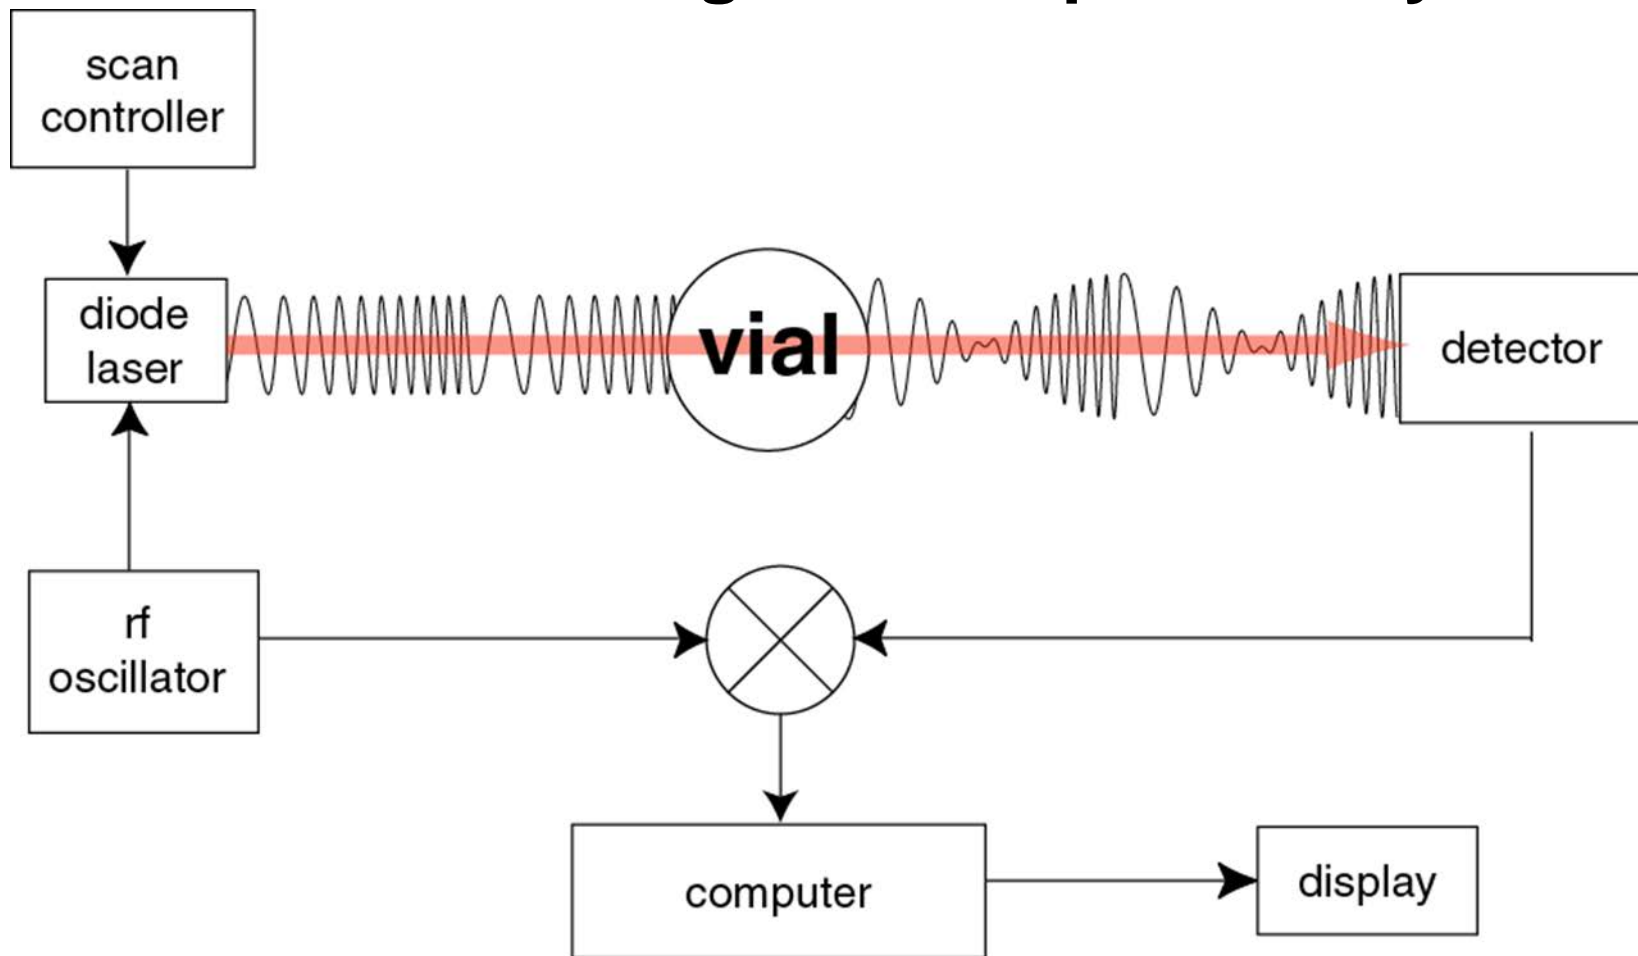 scan
controller
diode
laser
vial
detector
rf
oscillator
computer
display